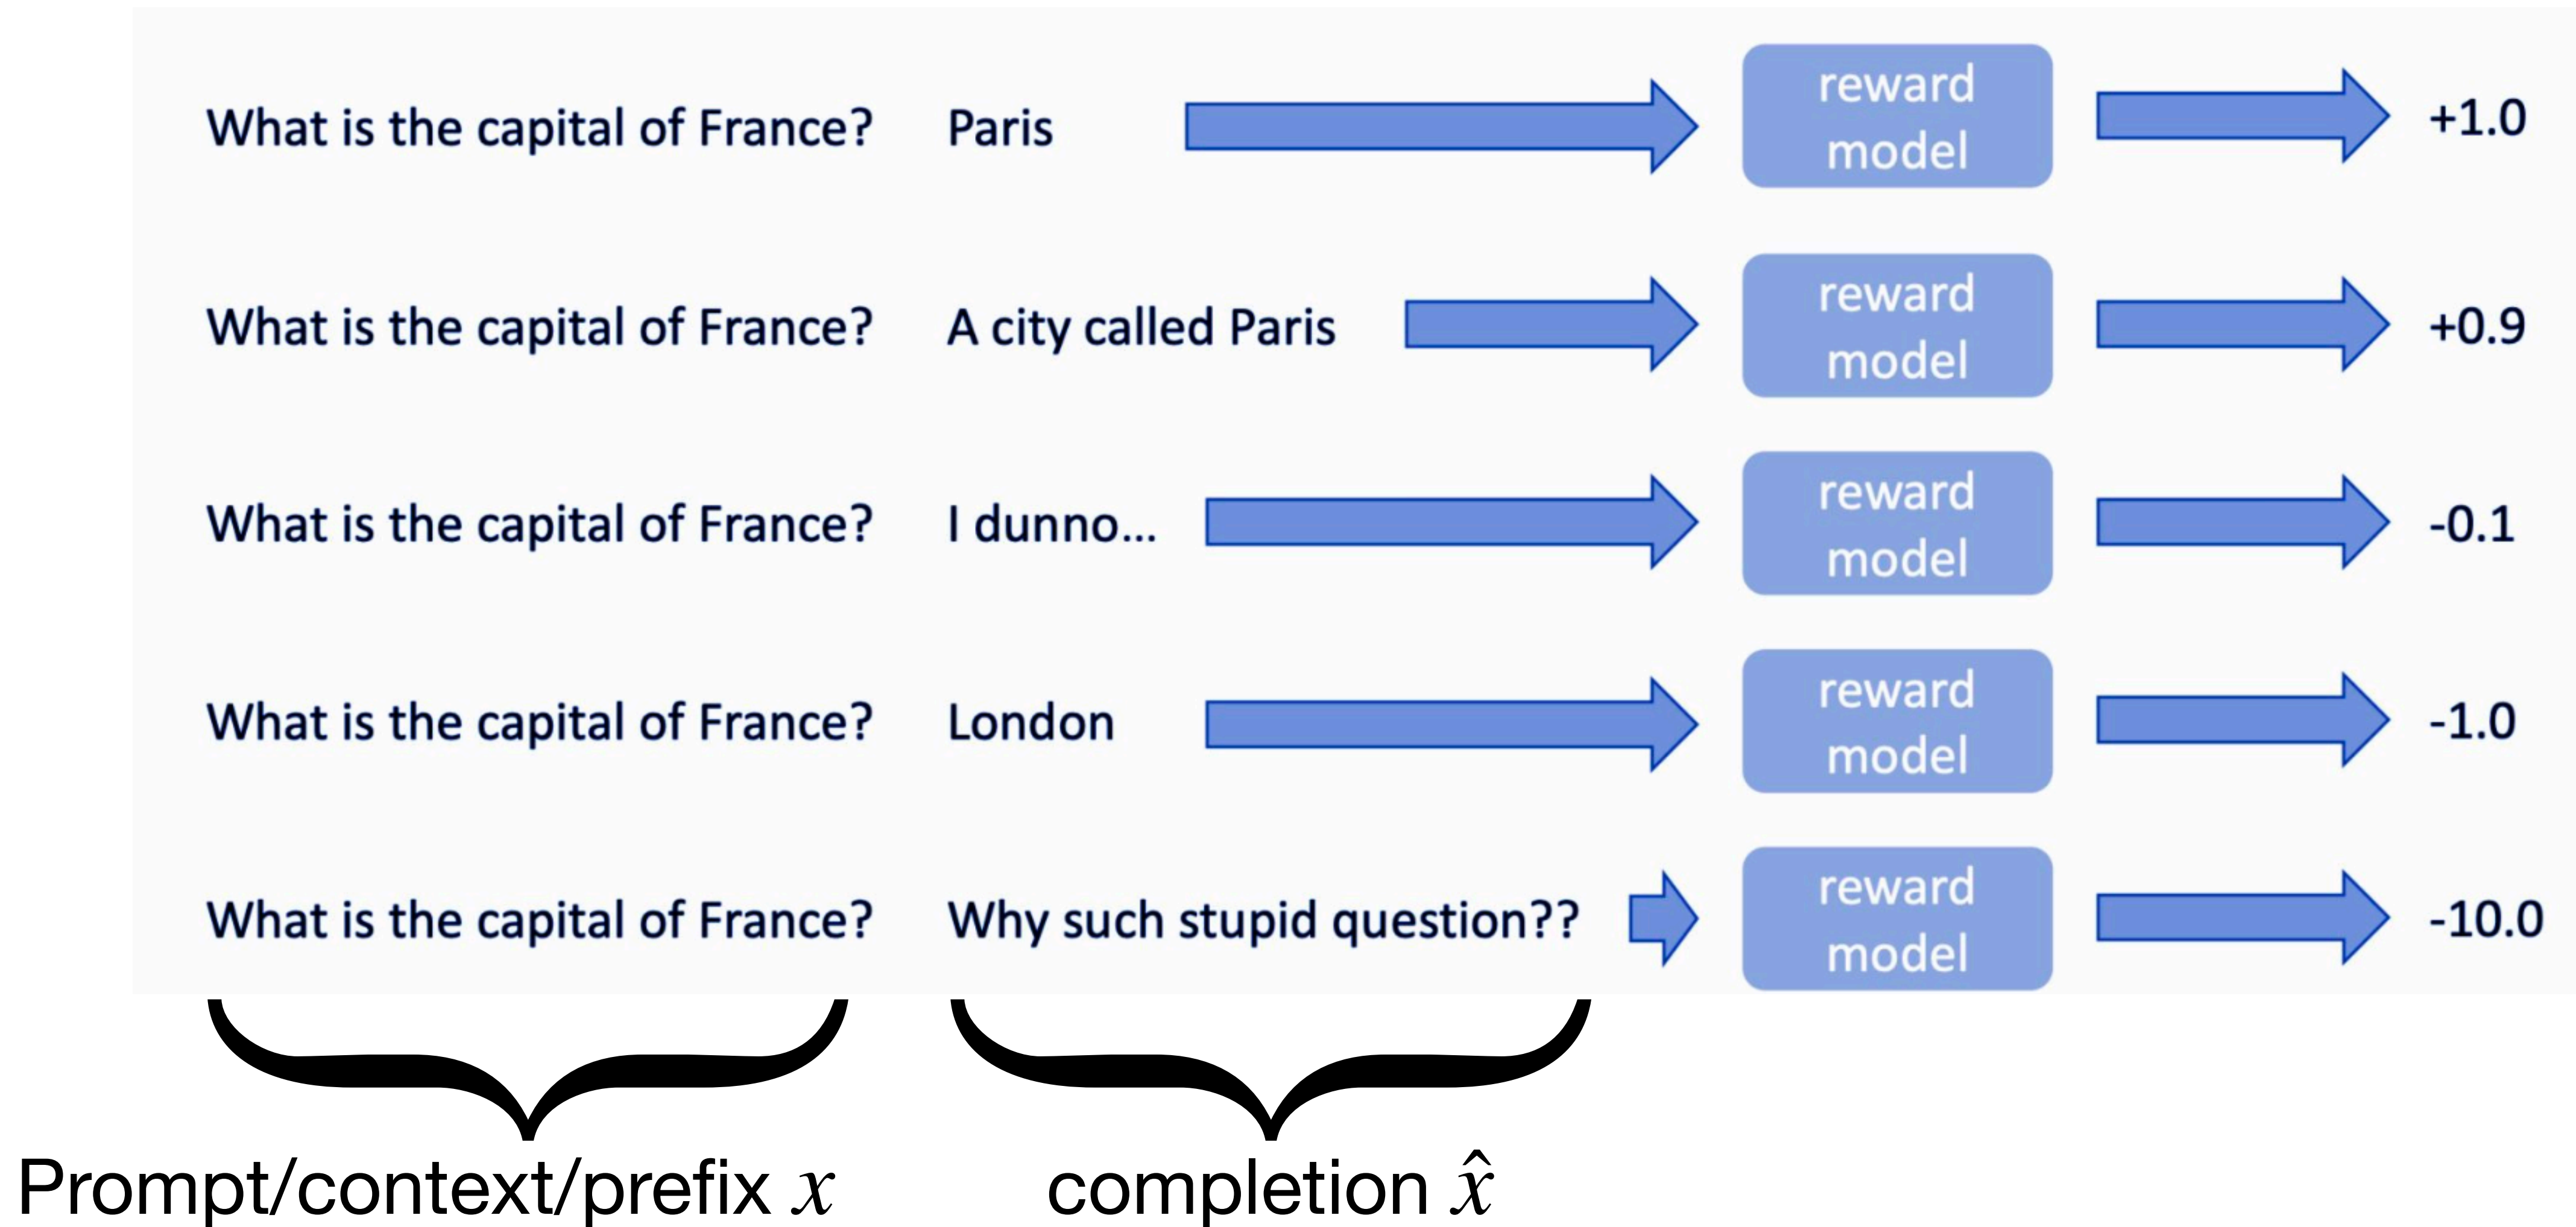 What is the capital of France? Paris reward model +1.0
What is the capital of France? A city called Paris reward model +0.9
What is the capital of France? I dunno... reward model -0.1
What is the capital of France? London reward model -1.0
What is the capital of France? Why such stupid question?? reward model -10.0
Prompt/context/prefix x completion x̂